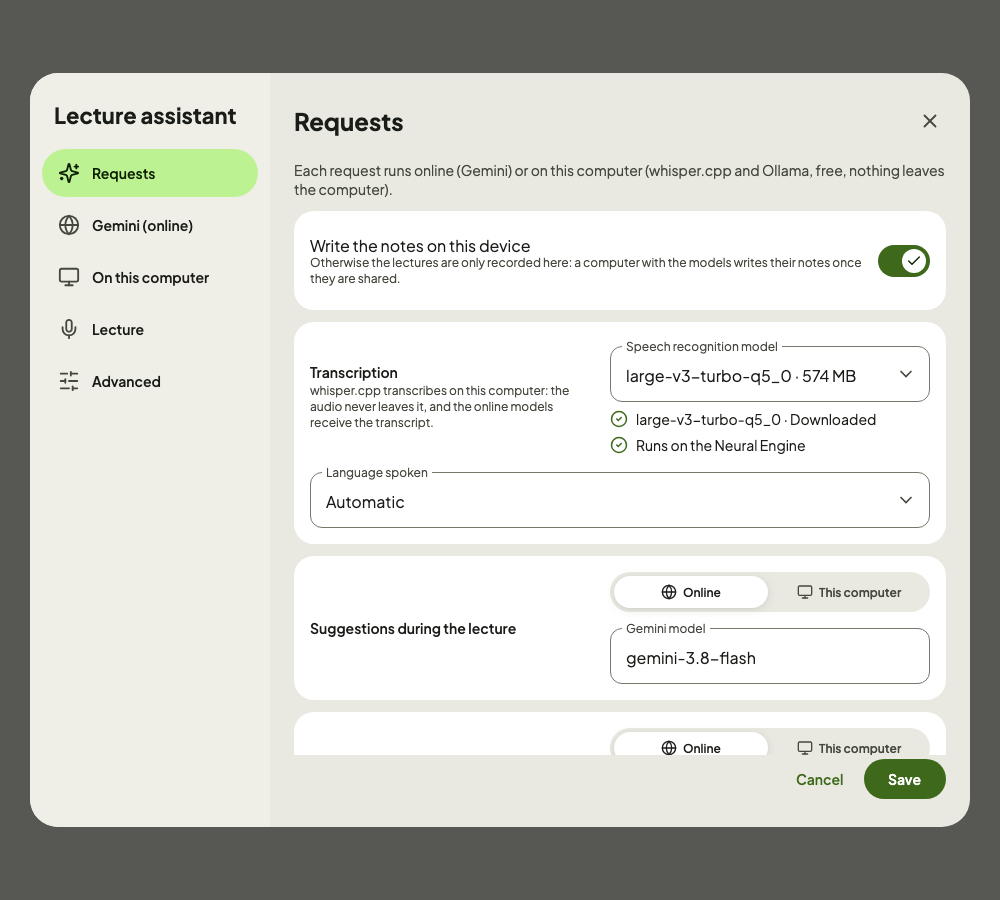 Lecture assistant
Requests
Gemini (online)
On this computer
Lecture
Advanced
Requests
Each request runs online (Gemini) or on this computer (whisper.cpp and Ollama, free, nothing leaves
the computer).
Write the notes on this device
Otherwise the lectures are only recorded here: a computer with the models writes their notes once
they are shared.
Transcription
whisper.cpp transcribes on this computer: the
audio never leaves it, and the online models
receive the transcript.
Speech recognition model
large-v3-turbo-q5_0 · 574 MB
large-v3-turbo-q5_0 · Downloaded
Runs on the Neural Engine
Language spoken
Automatic
Suggestions during the lecture
Online
This computer
Gemini model
gemini-3.8-flash
Online
This computer
Cancel
Save